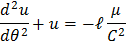 d²u/dθ² + u = −ℓ μ/C²